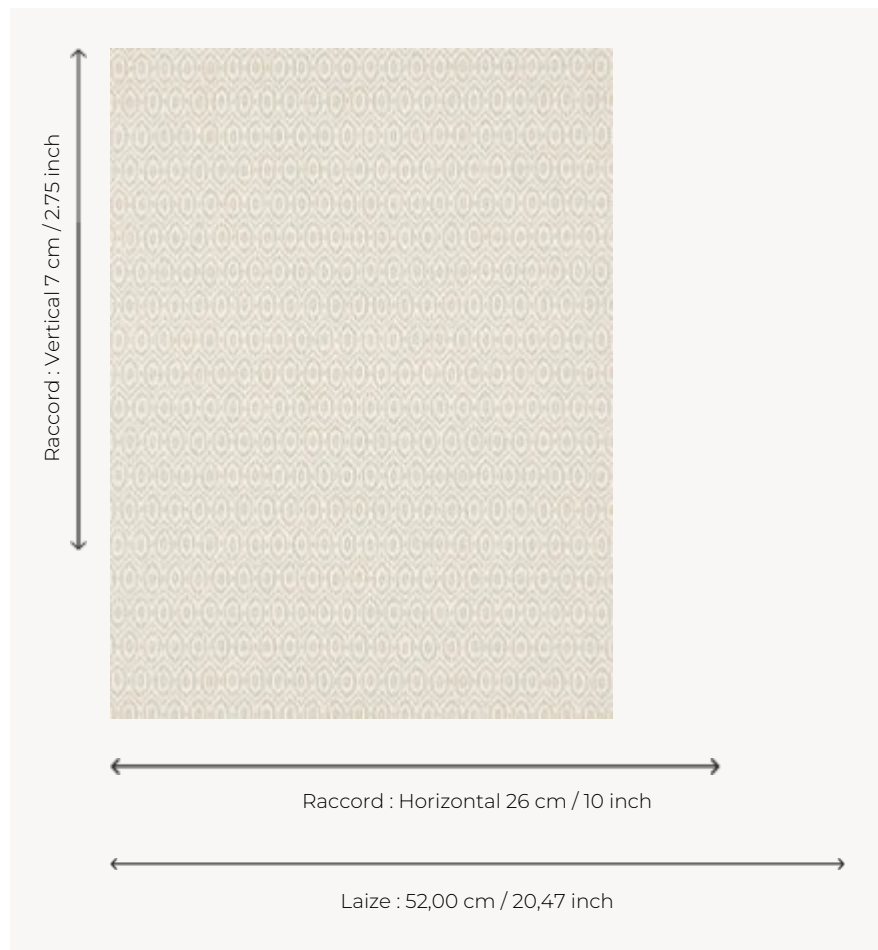 Raccord : Vertical 7 cm / 2.75 inch
Raccord : Horizontal 26 cm / 10 inch
Laize : 52,00 cm / 20,47 inch